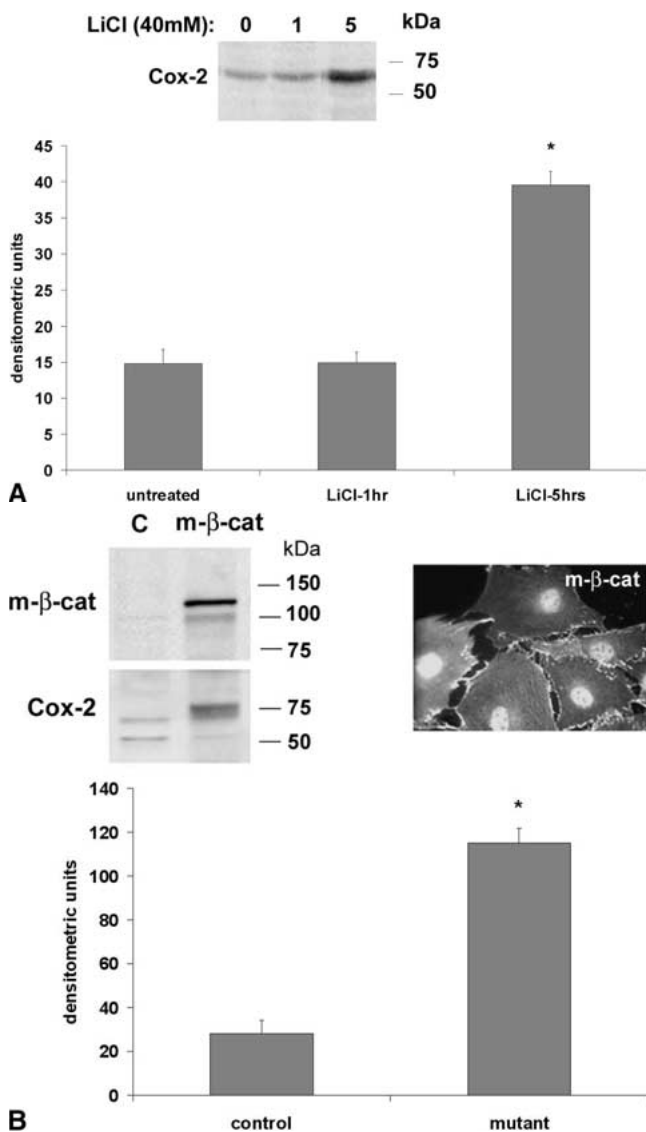 LiCl (40mM): 0 1 5 kDa
Cox-2
75
50
45
40
35
30
25
20
15
10
5
0
densitometric units
*
untreated LiCl-1hr LiCl-5hrs
A
C m-β-cat
kDa
m-β-cat
150
100
75
Cox-2
75
50
m-β-cat
140
120
100
80
60
40
20
0
densitometric units
*
control mutant
B